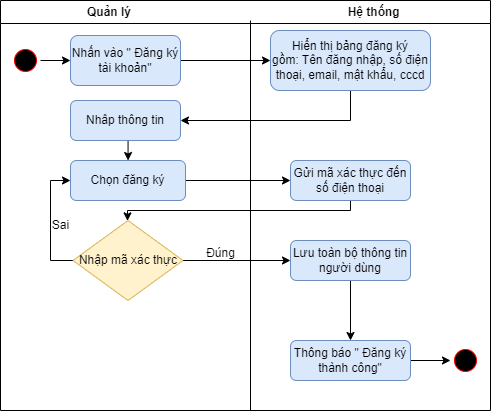 Quản lý
Hệ thống
Nhấn vào " Đăng ký
tài khoản"
Hiển thị bảng đăng ký
gồm: Tên đăng nhập, số điện
thoại, email, mật khẩu, cccd
Nhâp thông tin
Chọn đăng ký
Gửi mã xác thực đến
số điện thoại
Sai
Nhập mã xác thực
Đúng
Lưu toàn bộ thông tin
người dùng
Thông báo " Đăng ký
thành công"